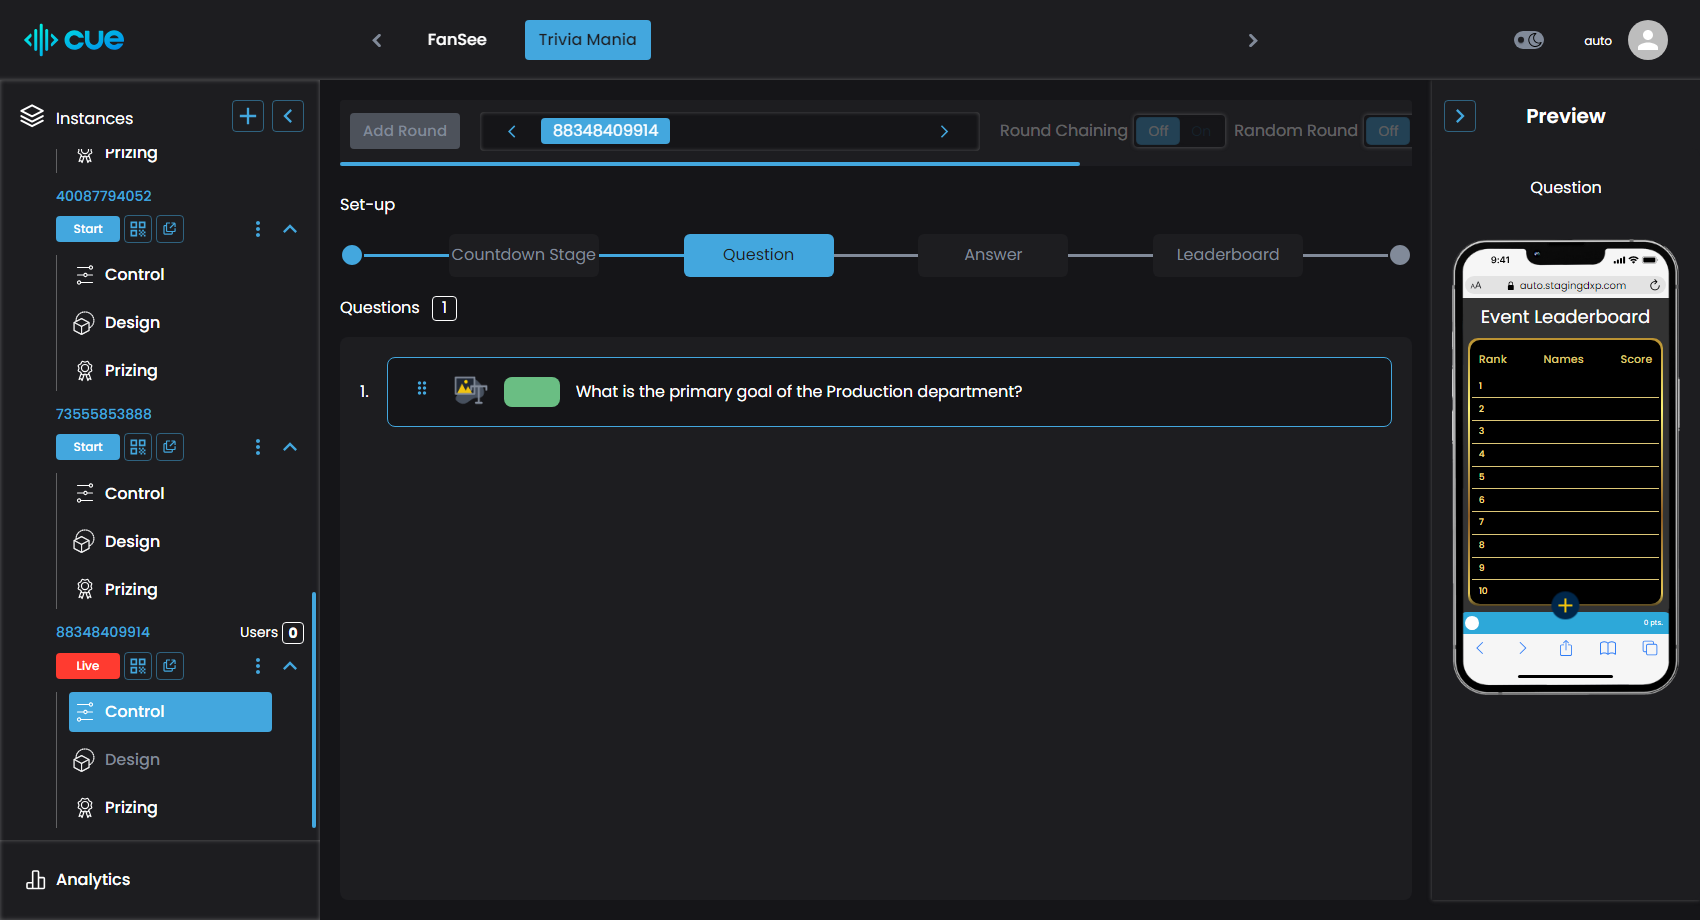 cue
FanSee
Trivia Mania
auto
Instances
Prizing
40087794052
Start
Control
Design
Prizing
73555853888
Start
Control
Design
Prizing
88348409914
Users 0
Live
Control
Design
Prizing
Analytics
Add Round
88348409914
Round Chaining
Off
On
Random Round
Off
Set-up
Countdown Stage
Question
Answer
Leaderboard
Questions 1
1.
What is the primary goal of the Production department?
Preview
Question
9:41
AA
auto.stagingdxp.com
Event Leaderboard
Rank Names Score
1
2
3
4
5
6
7
8
9
10
0 pts.